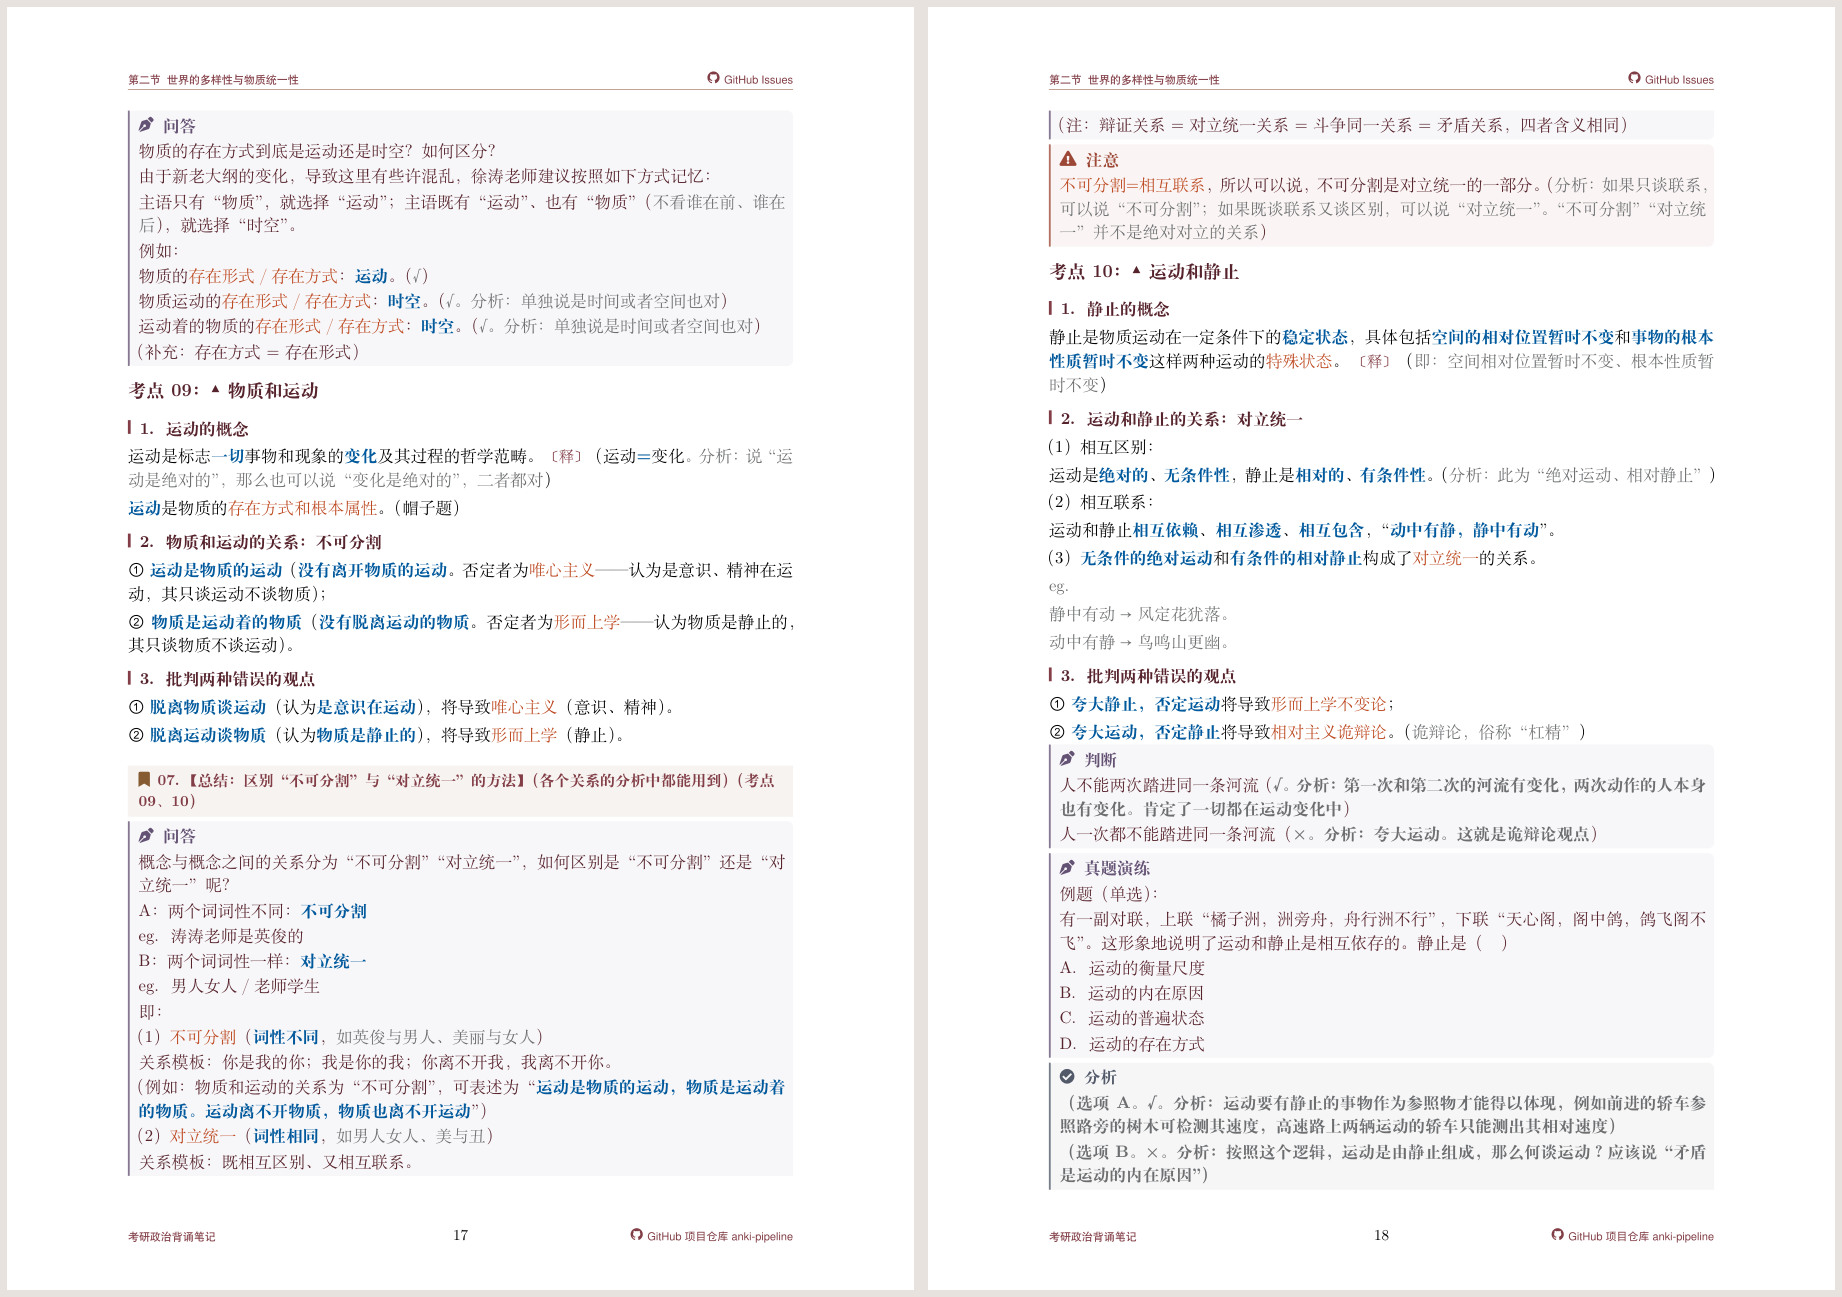 第二节 世界的多样性与物质统一性
GitHub Issues
问答
物质的存在方式到底是运动还是时空？如何区分？
由于新老大纲的变化，导致这里有些许混乱，徐涛老师建议按照如下方式记忆：
主语只有“物质”，就选择“运动”；主语既有“运动”、也有“物质”（不看谁在前、谁在
后），就选择“时空”。
例如：
物质的存在形式 / 存在方式：运动。（√）
物质运动的存在形式 / 存在方式：时空。（√。分析：单独说是时间或者空间也对）
运动着的物质的存在形式 / 存在方式：时空。（√。分析：单独说是时间或者空间也对）
（补充：存在方式 = 存在形式）
考点 09：▲ 物质和运动
1. 运动的概念
运动是标志一切事物和现象的变化及其过程的哲学范畴。〔释〕（运动=变化。分析：说“运
动是绝对的”，那么也可以说“变化是绝对的”，二者都对）
运动是物质的存在方式和根本属性。（帽子题）
2. 物质和运动的关系：不可分割
① 运动是物质的运动（没有离开物质的运动。否定者为唯心主义——认为是意识、精神在运
动，其只谈运动不谈物质）；
② 物质是运动着的物质（没有脱离运动的物质。否定者为形而上学——认为物质是静止的，
其只谈物质不谈运动）。
3. 批判两种错误的观点
① 脱离物质谈运动（认为是意识在运动），将导致唯心主义（意识、精神）。
② 脱离运动谈物质（认为物质是静止的），将导致形而上学（静止）。
07.【总结：区别“不可分割”与“对立统一”的方法】（各个关系的分析中都能用到）（考点
09、10）
问答
概念与概念之间的关系分为“不可分割”“对立统一”，如何区别是“不可分割”还是“对
立统一”呢？
A：两个词词性不同：不可分割
eg. 涛涛老师是英俊的
B：两个词词性一样：对立统一
eg. 男人女人 / 老师学生
即：
（1）不可分割（词性不同，如英俊与男人、美丽与女人）
关系模板：你是我的你；我是你的我；你离不开我，我离不开你。
（例如：物质和运动的关系为“不可分割”，可表述为“运动是物质的运动，物质是运动着
的物质。运动离不开物质，物质也离不开运动”）
（2）对立统一（词性相同，如男人女人、美与丑）
关系模板：既相互区别、又相互联系。
考研政治背诵笔记
17
GitHub 项目仓库 anki-pipeline
第二节 世界的多样性与物质统一性
GitHub Issues
（注：辩证关系 = 对立统一关系 = 斗争同一关系 = 矛盾关系，四者含义相同）
注意
不可分割=相互联系，所以可以说，不可分割是对立统一的一部分。（分析：如果只谈联系，
可以说“不可分割”；如果既谈联系又谈区别，可以说“对立统一”。“不可分割”“对立统
一”并不是绝对对立的关系）
考点 10：▲ 运动和静止
1. 静止的概念
静止是物质运动在一定条件下的稳定状态，具体包括空间的相对位置暂时不变和事物的根本
性质暂时不变这样两种运动的特殊状态。〔释〕（即：空间相对位置暂时不变、根本性质暂
时不变）
2. 运动和静止的关系：对立统一
（1）相互区别：
运动是绝对的、无条件性，静止是相对的、有条件性。（分析：此为“绝对运动、相对静止”）
（2）相互联系：
运动和静止相互依赖、相互渗透、相互包含，“动中有静，静中有动”。
（3）无条件的绝对运动和有条件的相对静止构成了对立统一的关系。
eg.
静中有动 → 风定花犹落。
动中有静 → 鸟鸣山更幽。
3. 批判两种错误的观点
① 夸大静止，否定运动将导致形而上学不变论；
② 夸大运动，否定静止将导致相对主义诡辩论。（诡辩论，俗称“杠精”）
判断
人不能两次踏进同一条河流（√。分析：第一次和第二次的河流有变化，两次动作的人本身
也有变化。肯定了一切都在运动变化中）
人一次都不能踏进同一条河流（×。分析：夸大运动。这就是诡辩论观点）
真题演练
例题（单选）：
有一副对联，上联“橘子洲，洲旁舟，舟行洲不行”，下联“天心阁，阁中鸽，鸽飞阁不
飞”。这形象地说明了运动和静止是相互依存的。静止是（ ）
A. 运动的衡量尺度
B. 运动的内在原因
C. 运动的普遍状态
D. 运动的存在方式
分析
（选项 A。√。分析：运动要有静止的事物作为参照物才能得以体现，例如前进的轿车参
照路旁的树木可检测其速度，高速路上两辆运动的轿车只能测出其相对速度）
（选项 B。×。分析：按照这个逻辑，运动是由静止组成，那么何谈运动？应该说“矛盾
是运动的内在原因”）
考研政治背诵笔记
18
GitHub 项目仓库 anki-pipeline